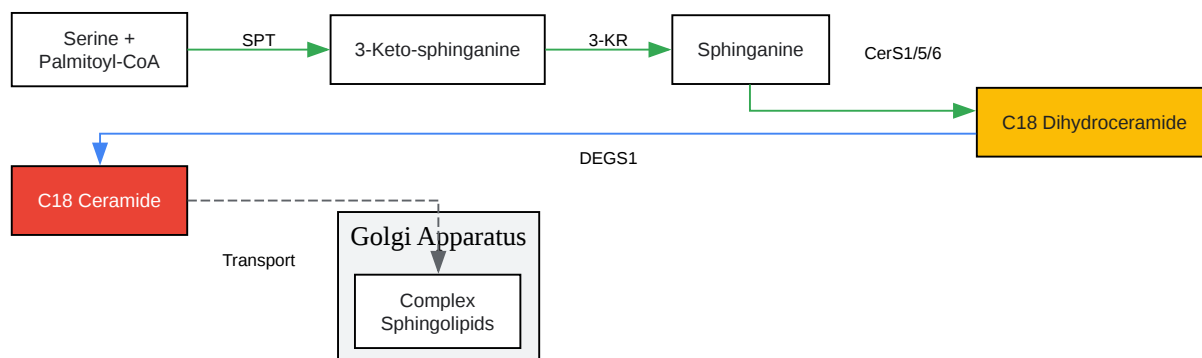 Serine +
Palmitoyl-CoA
SPT
3-Keto-sphinganine
3-KR
Sphinganine
CerS1/5/6
C18 Dihydroceramide
DEGS1
C18 Ceramide
Transport
Golgi Apparatus
Complex
Sphingolipids